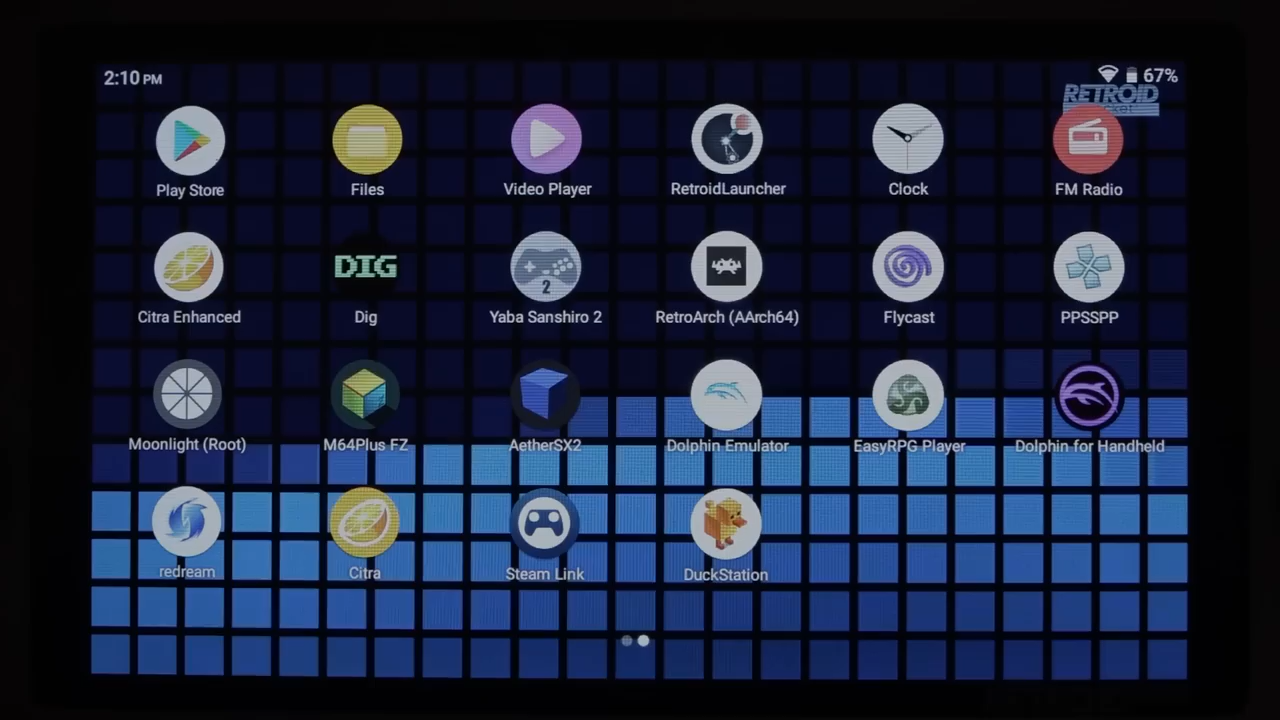 2:10 PM
67%
RETROID
Play Store
Files
Video Player
RetroidLauncher
Clock
FM Radio
DIG
2
Citra Enhanced
Dig
Yaba Sanshiro 2
RetroArch (AArch64)
Flycast
PPSSPP
Moonlight (Root)
M64Plus FZ
AetherSX2
Dolphin Emulator
EasyRPG Player
Dolphin for Handheld
redream
Citra
Steam Link
DuckStation